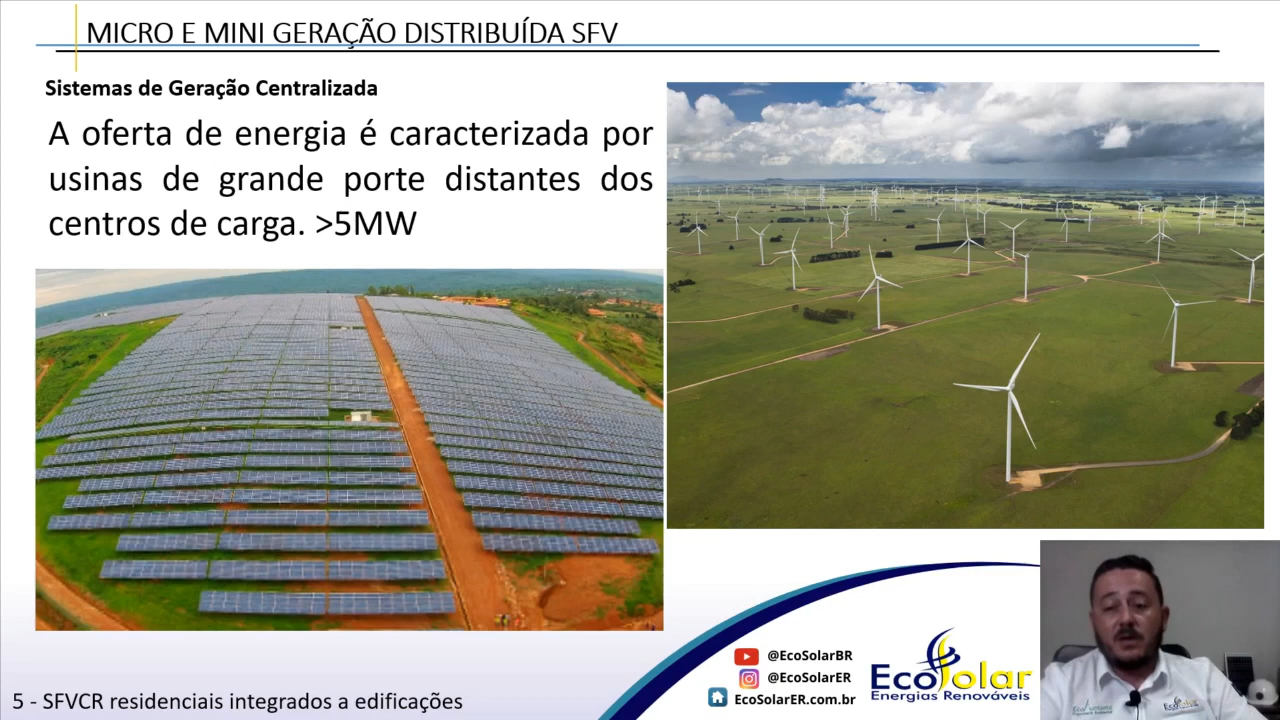 MICRO E MINI GERAÇÃO DISTRIBUÍDA SFV
Sistemas de Geração Centralizada
A oferta de energia é caracterizada por
usinas de grande porte distantes dos
centros de carga. >5MW
@EcoSolarBR
@EcoSolarER
EcoSolarER.com.br
EcoSolar
Energias Renováveis
5 - SFVCR residenciais integrados a edificações